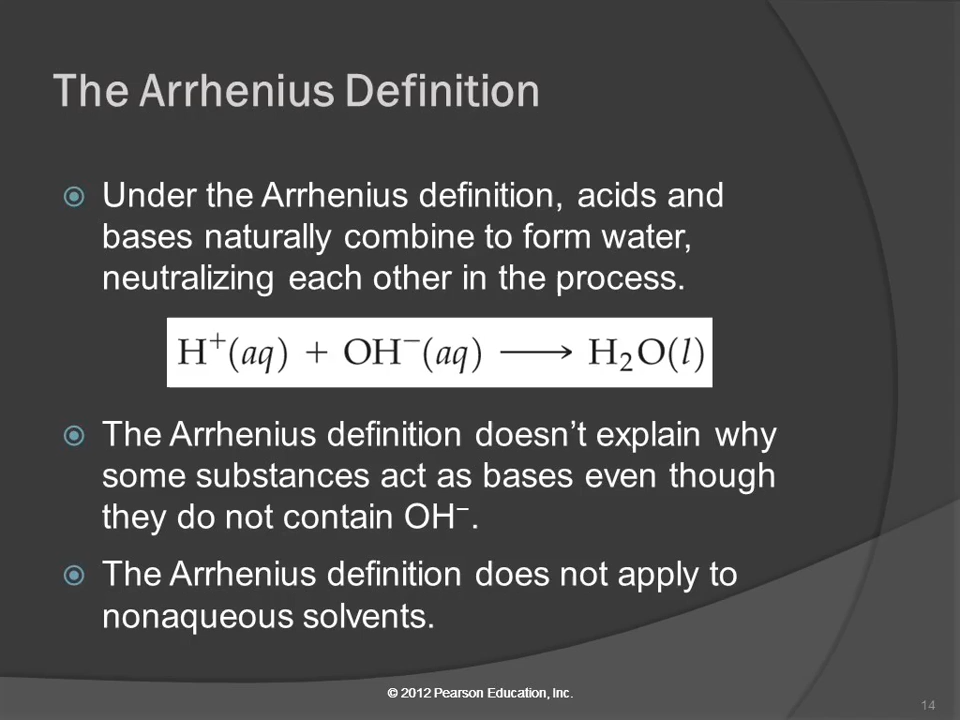 The Arrhenius Definition
Under the Arrhenius definition, acids and
bases naturally combine to form water,
neutralizing each other in the process.
H⁺(aq) + OH⁻(aq) ⟶ H₂O(l)
The Arrhenius definition doesn’t explain why
some substances act as bases even though
they do not contain OH⁻.
The Arrhenius definition does not apply to
nonaqueous solvents.
© 2012 Pearson Education, Inc.
14